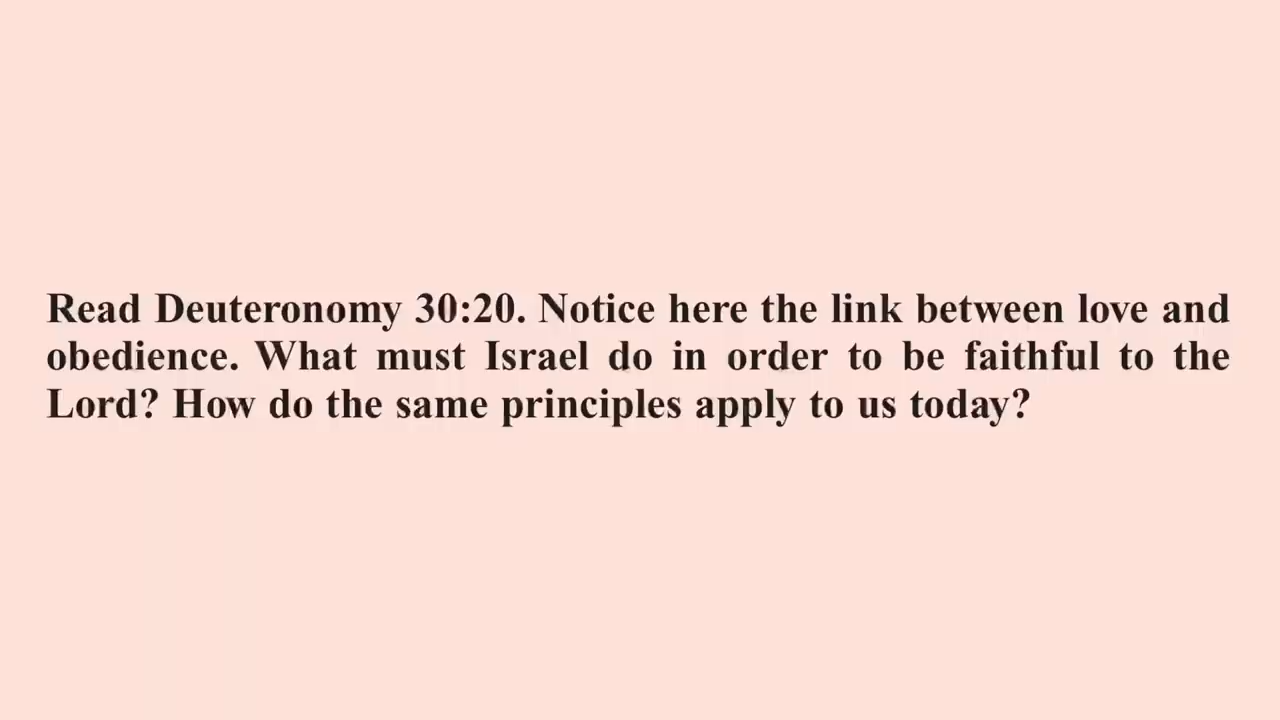 Read Deuteronomy 30:20. Notice here the link between love and
obedience. What must Israel do in order to be faithful to the
Lord? How do the same principles apply to us today?